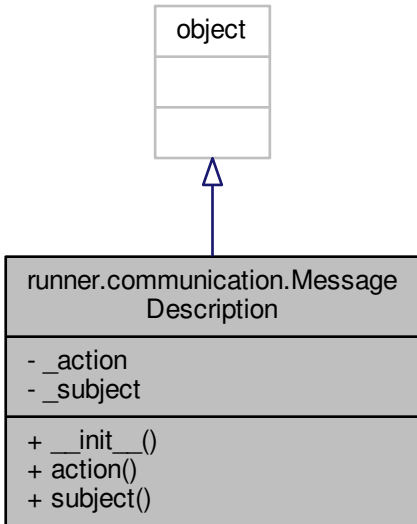 object
runner.communication.Message
Description
- _action
- _subject
+ __init__()
+ action()
+ subject()